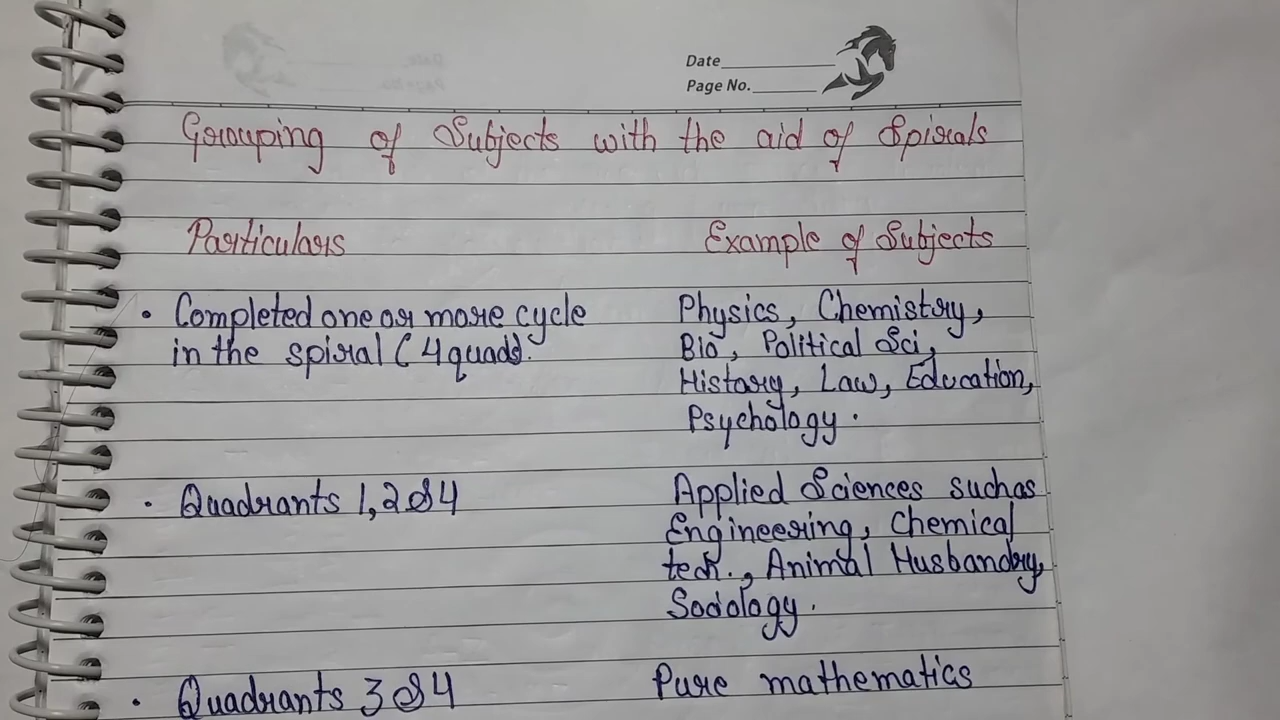 Date
Page No.
Grouping of Subjects with the aid of Spirals
Particulars Example of Subjects
• Completed one or more cycle Physics, Chemistry,
in the spiral (4 quads). Bio, Political Sci,
History, Law, Education,
Psychology.
• Quadrants 1,2 & 4 Applied Sciences such as
Engineering, Chemical
tech., Animal Husbandry,
Sociology.
• Quadrants 3 & 4 Pure mathematics